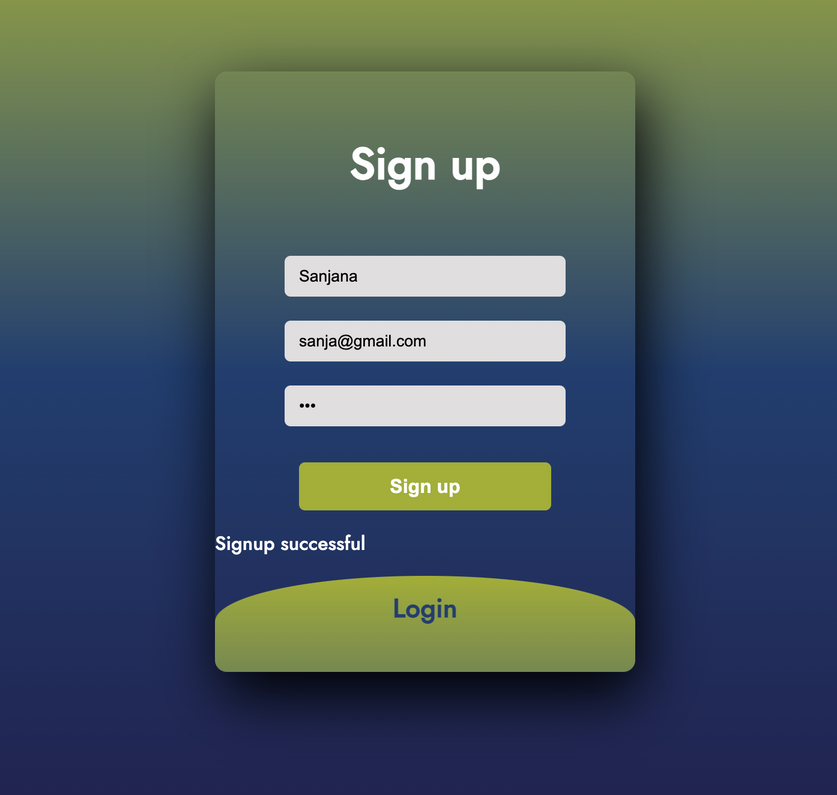 Sign up
Sanjana
sanja@gmail.com
•••
Sign up
Signup successful
Login